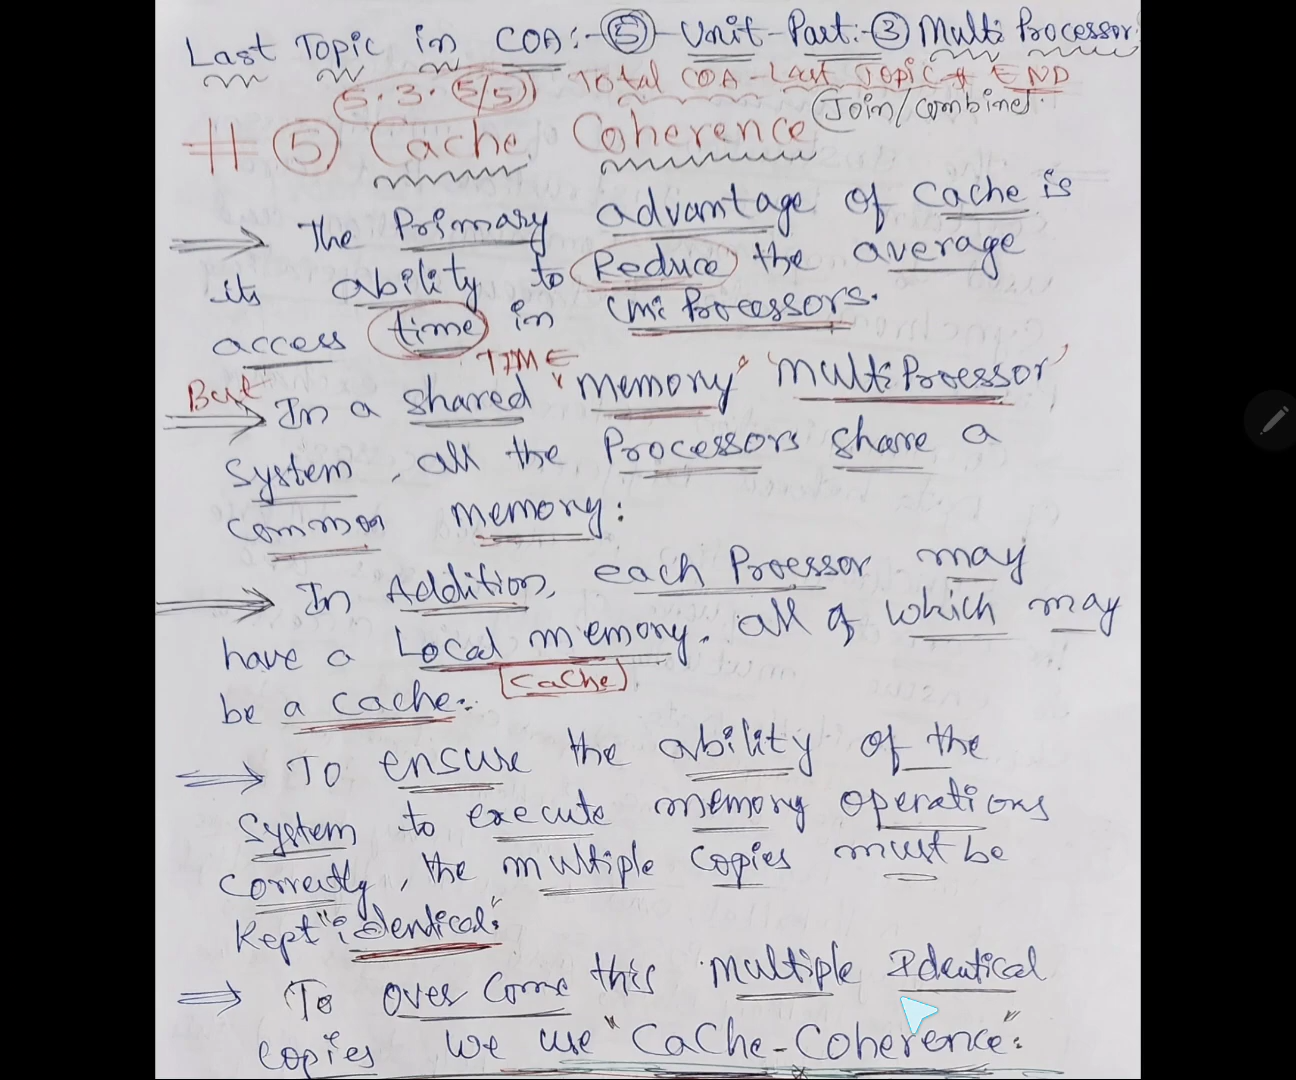 Last Topic in COA:-⑤-Unit-Part:-③ Multi Processor
5.3.(5/5) Total COA-Last Topic # END
(Join/Combine).
# ⑤ Cache Coherence
⇒ The Primary advantage of Cache is
its ability to Reduce the average
access time in Uni Processors.
TIME
But
⇒ In a shared "memory" 'multiProcessor'
System, all the Processors share a
common memory:
⇒ In Addition, each Processor may
have a Local memory. all of which may
Cache
be a cache.
⇒ To ensure the ability of the
System to execute memory operations
correctly, the multiple copies must be
Kept "identical"
⇒ To over come this multiple Identical
copies we use "CaChe-Coherence":